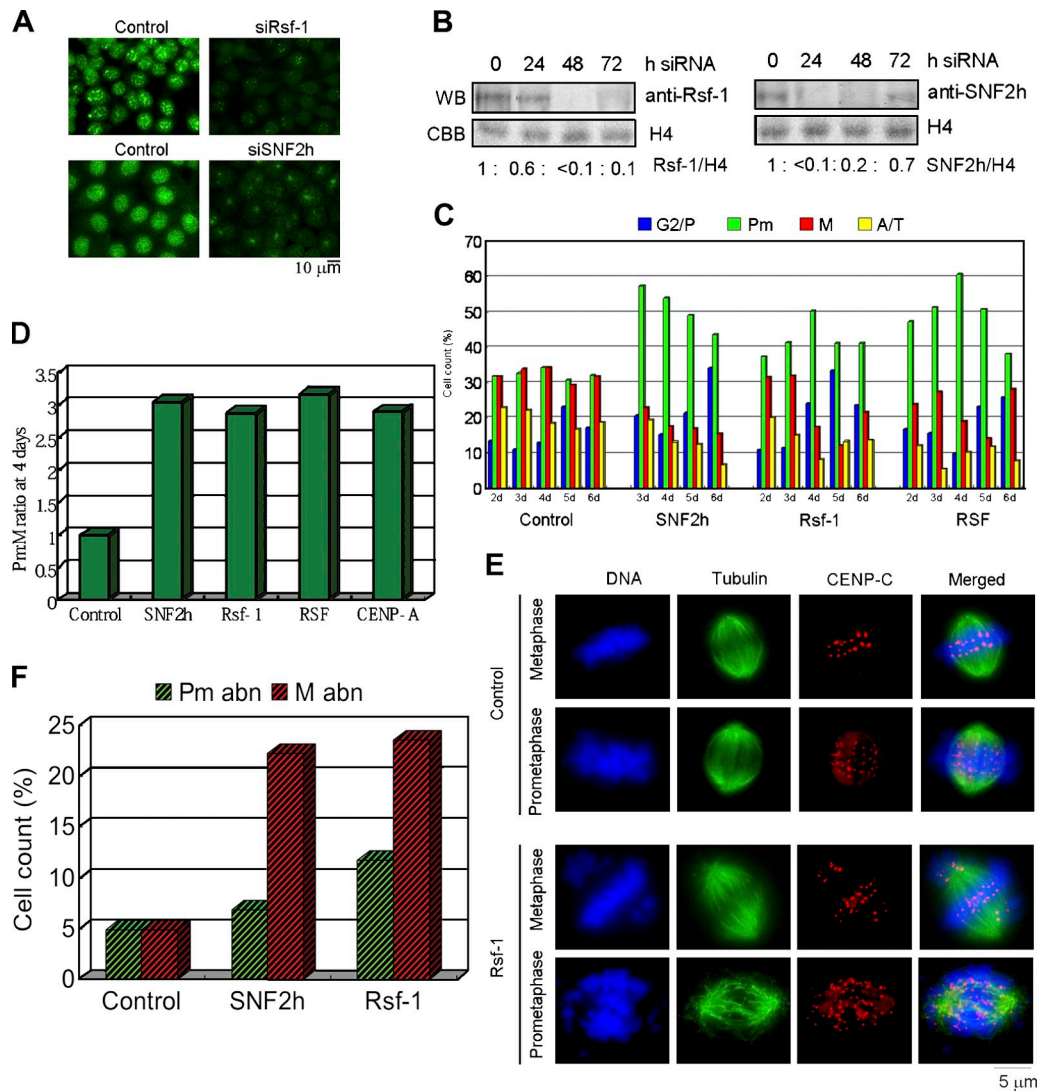 A
Control
siRsf-1
Control
siSNF2h
10 µm
B
0 24 48 72 h siRNA
WB
anti-Rsf-1
CBB
H4
1 : 0.6 : <0.1 : 0.1 Rsf-1/H4
0 24 48 72 h siRNA
anti-SNF2h
H4
1 : <0.1 : 0.2 : 0.7 SNF2h/H4
C
G2/P Pm M A/T
Cell count (%)
70
60
50
40
30
20
10
0
2d 3d 4d 5d 6d
3d 4d 5d 6d
2d 3d 4d 5d 6d
2d 3d 4d 5d 6d
Control SNF2h Rsf-1 RSF
D
Pm:M ratio at 4 days
3.5
3
2.5
2
1.5
1
0.5
0
Control SNF2h Rsf-1 RSF CENP-A
E
DNA Tubulin CENP-C Merged
Control
Metaphase
Prometaphase
Rsf-1
Metaphase
Prometaphase
5 µm
F
Pm abn M abn
Cell count (%)
25
20
15
10
5
0
Control SNF2h Rsf-1